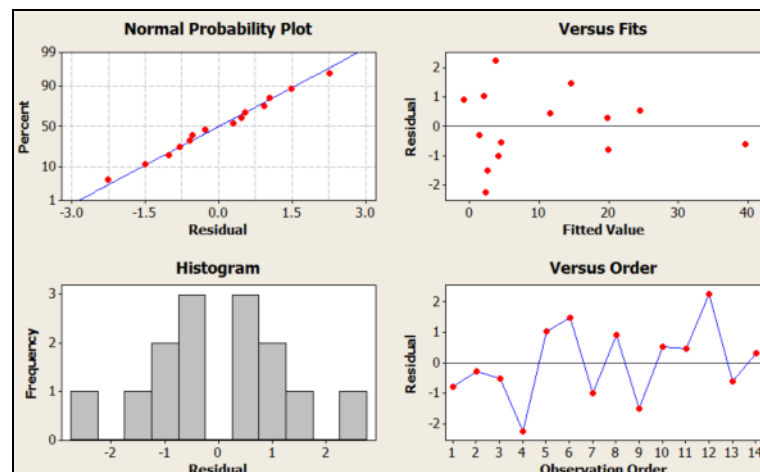 Normal Probability Plot
99
90
50
10
1
Percent
-3.0 -1.5 0.0 1.5 3.0
Residual
Versus Fits
2
1
0
-1
-2
Residual
0 10 20 30 40
Fitted Value
Histogram
3
2
1
0
Frequency
-2 -1 0 1 2
Residual
Versus Order
2
1
0
-1
-2
Residual
1 2 3 4 5 6 7 8 9 10 11 12 13 14
Observation Order